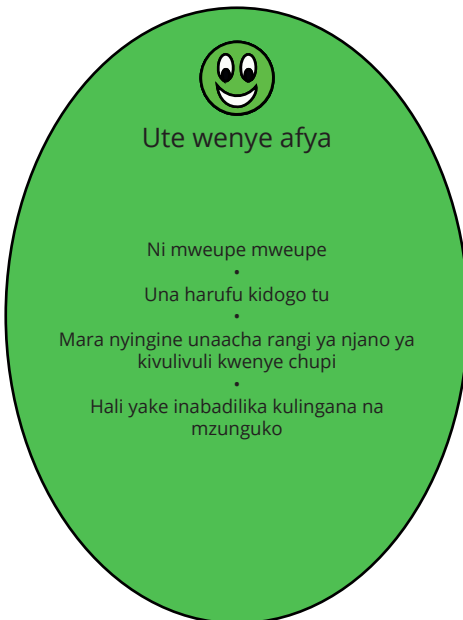 Ute wenye afya
Ni mweupe mweupe
•
Una harufu kidogo tu
•
Mara nyingine unaacha rangi ya njano ya
kivulivuli kwenye chupi
•
Hali yake inabadilika kulingana na
mzunguko